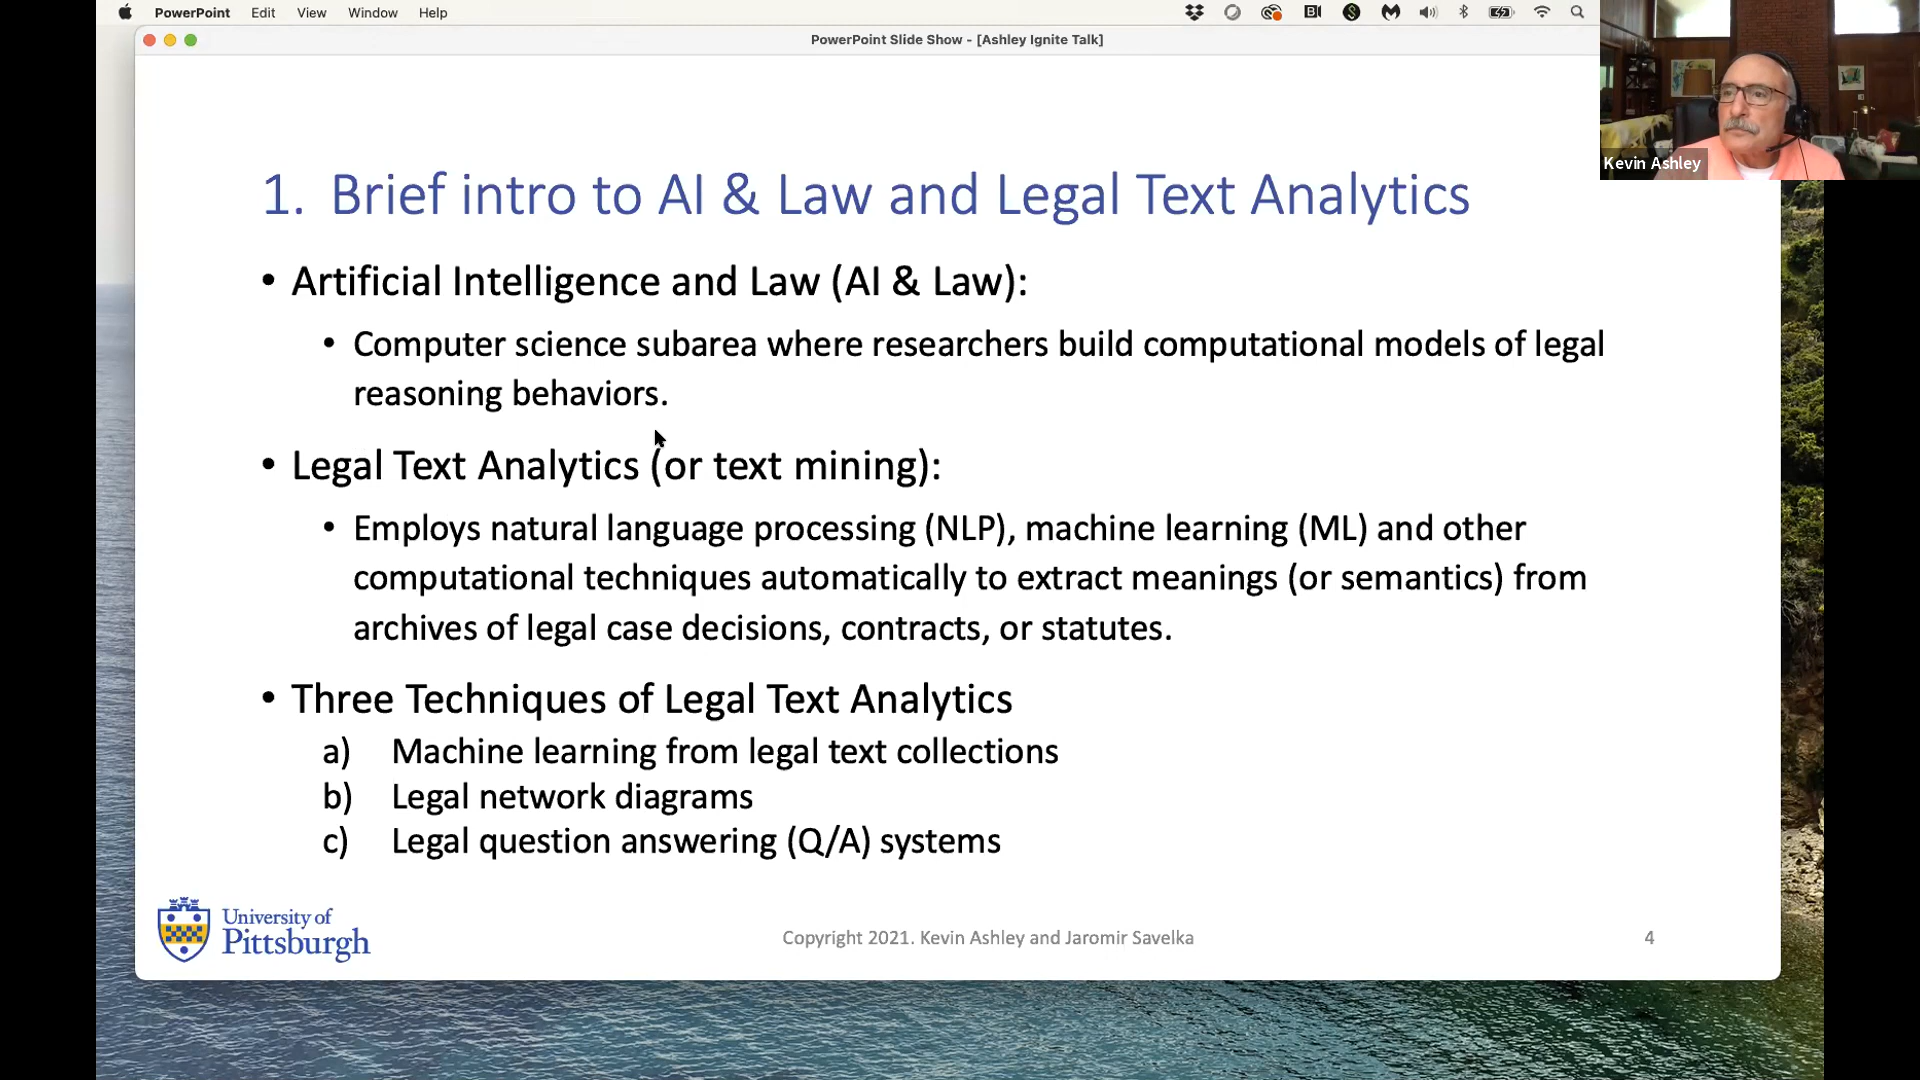 PowerPoint Edit View Window Help
PowerPoint Slide Show - [Ashley Ignite Talk]
Kevin Ashley
1. Brief intro to AI & Law and Legal Text Analytics
• Artificial Intelligence and Law (AI & Law):
• Computer science subarea where researchers build computational models of legal
reasoning behaviors.
• Legal Text Analytics (or text mining):
• Employs natural language processing (NLP), machine learning (ML) and other
computational techniques automatically to extract meanings (or semantics) from
archives of legal case decisions, contracts, or statutes.
• Three Techniques of Legal Text Analytics
a) Machine learning from legal text collections
b) Legal network diagrams
c) Legal question answering (Q/A) systems
University of
Pittsburgh
Copyright 2021. Kevin Ashley and Jaromir Savelka
4